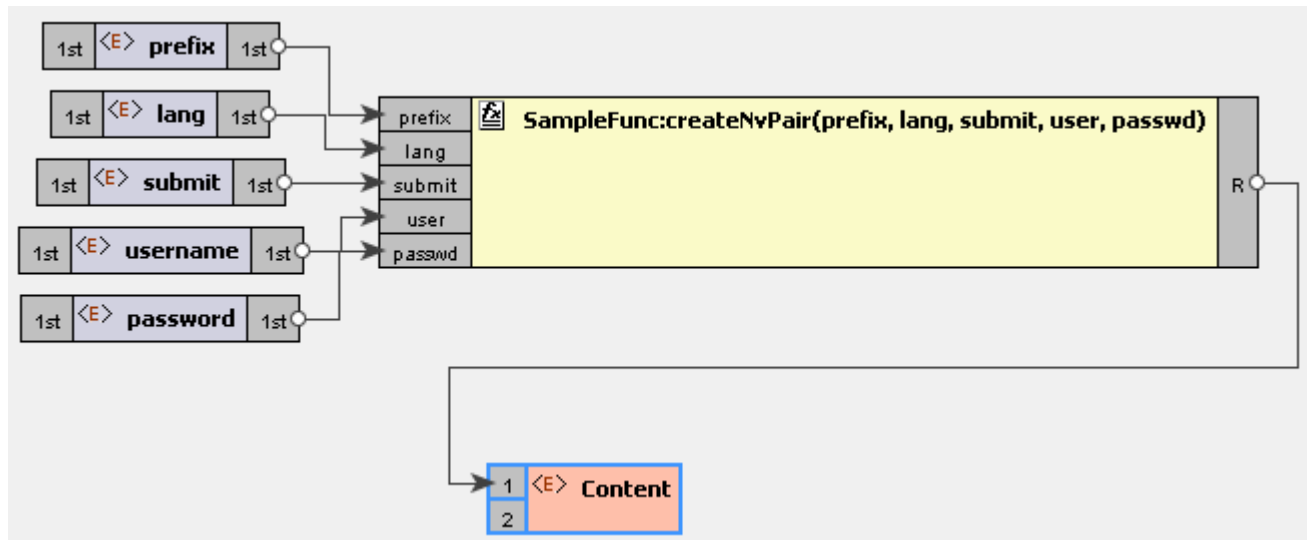 1st <E> prefix 1st
1st <E> lang 1st
1st <E> submit 1st
1st <E> username 1st
1st <E> password 1st
prefix
lang
submit
user
passwd
fx SampleFunc:createNvPair(prefix, lang, submit, user, passwd)
R
1 <E> Content
2